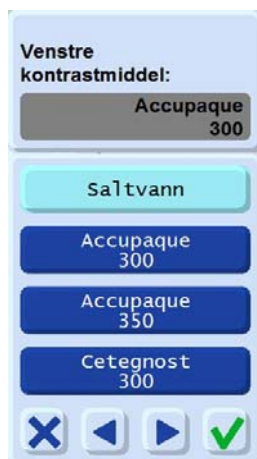 Venstre
kontrastmiddel:
Accupaque
300
Saltvann
Accupaque
300
Accupaque
350
Cetegnost
300